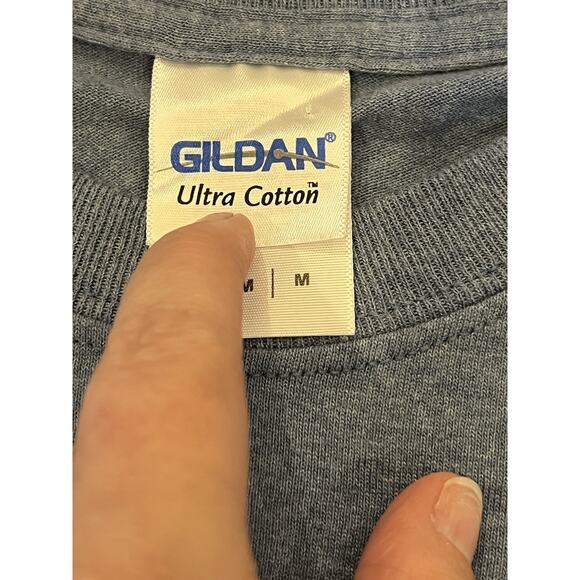 GILDAN®
Ultra Cotton™
M | M